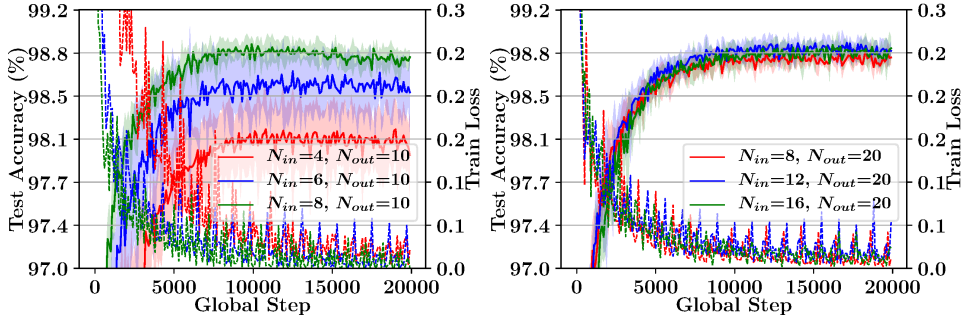 99.2
98.8
98.5
98.1
97.7
97.4
97.0
Test Accuracy (%)
0.3
0.2
0.2
0.2
0.1
0.1
0.0
Train Loss
N_in=4, N_out=10
N_in=6, N_out=10
N_in=8, N_out=10
0 5000 10000 15000 20000
Global Step
99.2
98.8
98.5
98.1
97.7
97.4
97.0
Test Accuracy (%)
0.3
0.2
0.2
0.2
0.1
0.1
0.0
Train Loss
N_in=8, N_out=20
N_in=12, N_out=20
N_in=16, N_out=20
0 5000 10000 15000 20000
Global Step